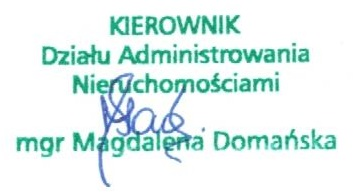 KIEROWNIK
Działu Administrowania
Nieruchomościami
mgr Magdalena Domańska